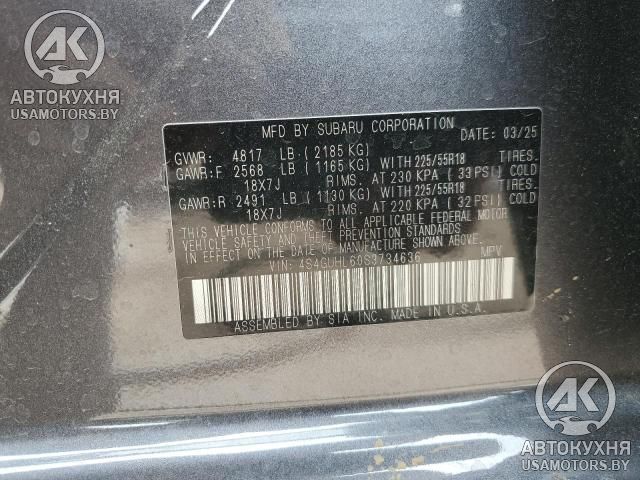 AK
АВТОКУХНЯ
USAMOTORS.BY
MFD BY SUBARU CORPORATION DATE: 03/25
GVWR: 4817 LB (2185 KG)
GAWR:F 2568 LB (1165 KG) WITH 225/55R18 TIRES.
18X7J RIMS. AT 230 KPA (33 PSI) COLD
GAWR:R 2491 LB (1130 KG) WITH 225/55R18 TIRES.
18X7J RIMS. AT 220 KPA (32 PSI) COLD
THIS VEHICLE CONFORMS TO ALL APPLICABLE FEDERAL MOTOR
VEHICLE SAFETY, BUMPER, AND THEFT PREVENTION STANDARDS
IN EFFECT ON THE DATE OF MANUFACTURE SHOWN ABOVE.
VIN: 4S4GUHL60S3734636 MPV
ASSEMBLED BY SIA INC. MADE IN U.S.A.
AK
АВТОКУХНЯ
USAMOTORS.BY